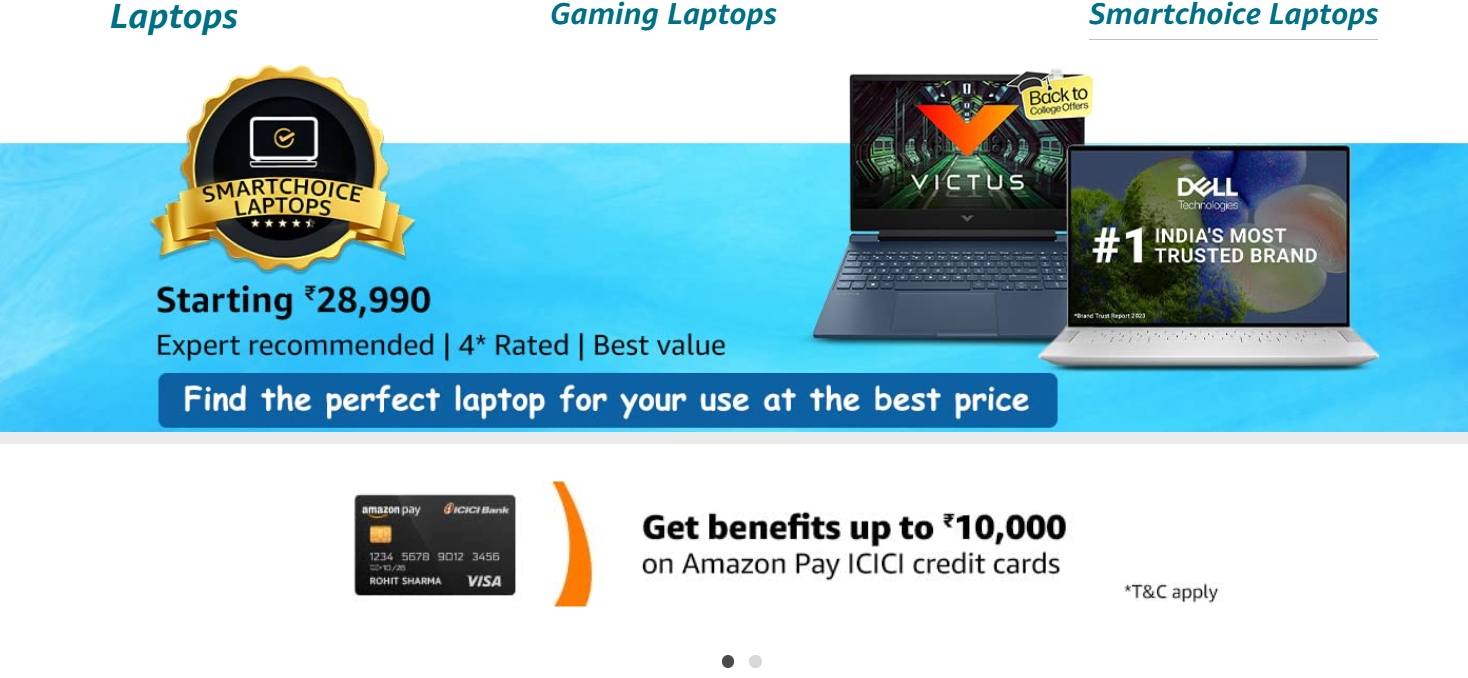 Laptops
Gaming Laptops
Smartchoice Laptops
SMARTCHOICE
LAPTOPS
Starting ₹28,990
Expert recommended | 4* Rated | Best value
Find the perfect laptop for your use at the best price
Back to
College Offers
VICTUS
DELL
Technologies
#1 INDIA'S MOST
TRUSTED BRAND
*Brand Trust Report 2023
amazon pay
ICICI Bank
1234 5678 9012 3456
10/26
ROHIT SHARMA
VISA
Get benefits up to ₹10,000
on Amazon Pay ICICI credit cards
*T&C apply